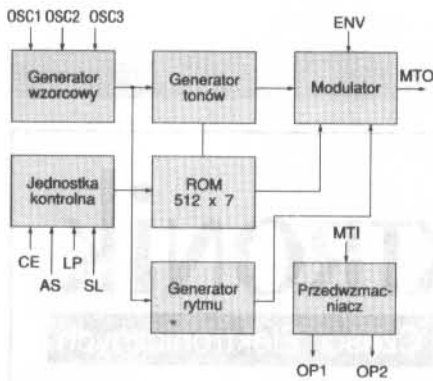 OSC1 OSC2 OSC3
ENV
Generator
wzorcowy
Generator
tonów
Modulator
MTO
Jednostka
kontrolna
ROM
512 x 7
CE
LP
AS
SL
MTI
Generator
rytmu
Przedwzmac-
niacz
OP1
OP2